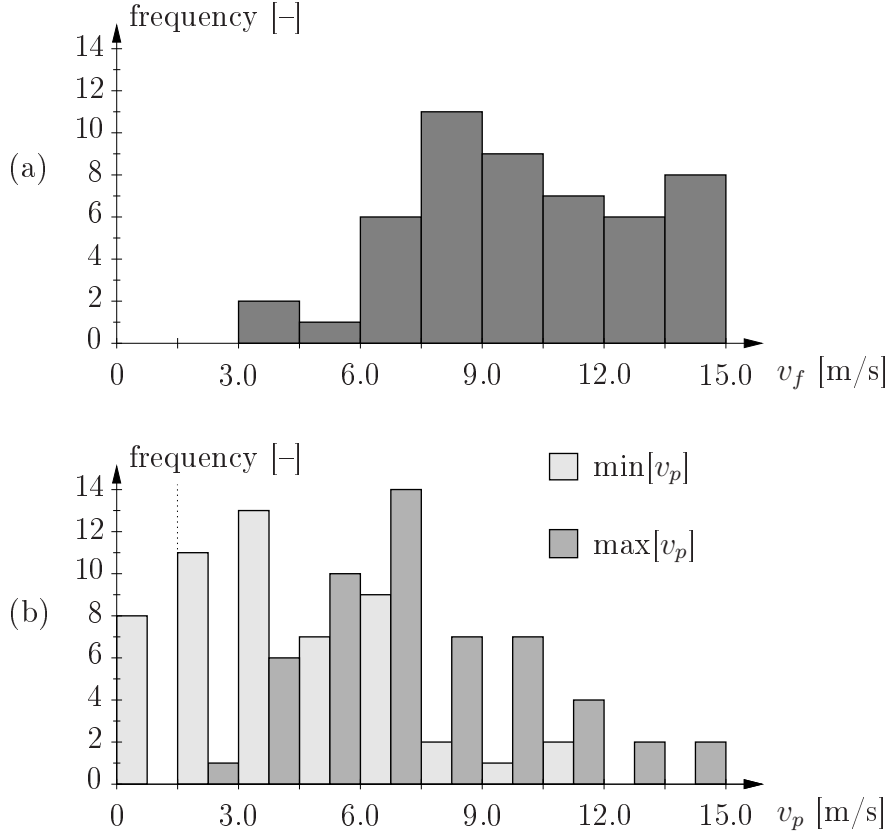 frequency [–]
14
12
10
8
6
4
2
0
(a)
0 3.0 6.0 9.0 12.0 15.0 v_f [m/s]
frequency [–]
min[v_p]
max[v_p]
14
12
10
8
6
4
2
0
(b)
0 3.0 6.0 9.0 12.0 15.0 v_p [m/s]